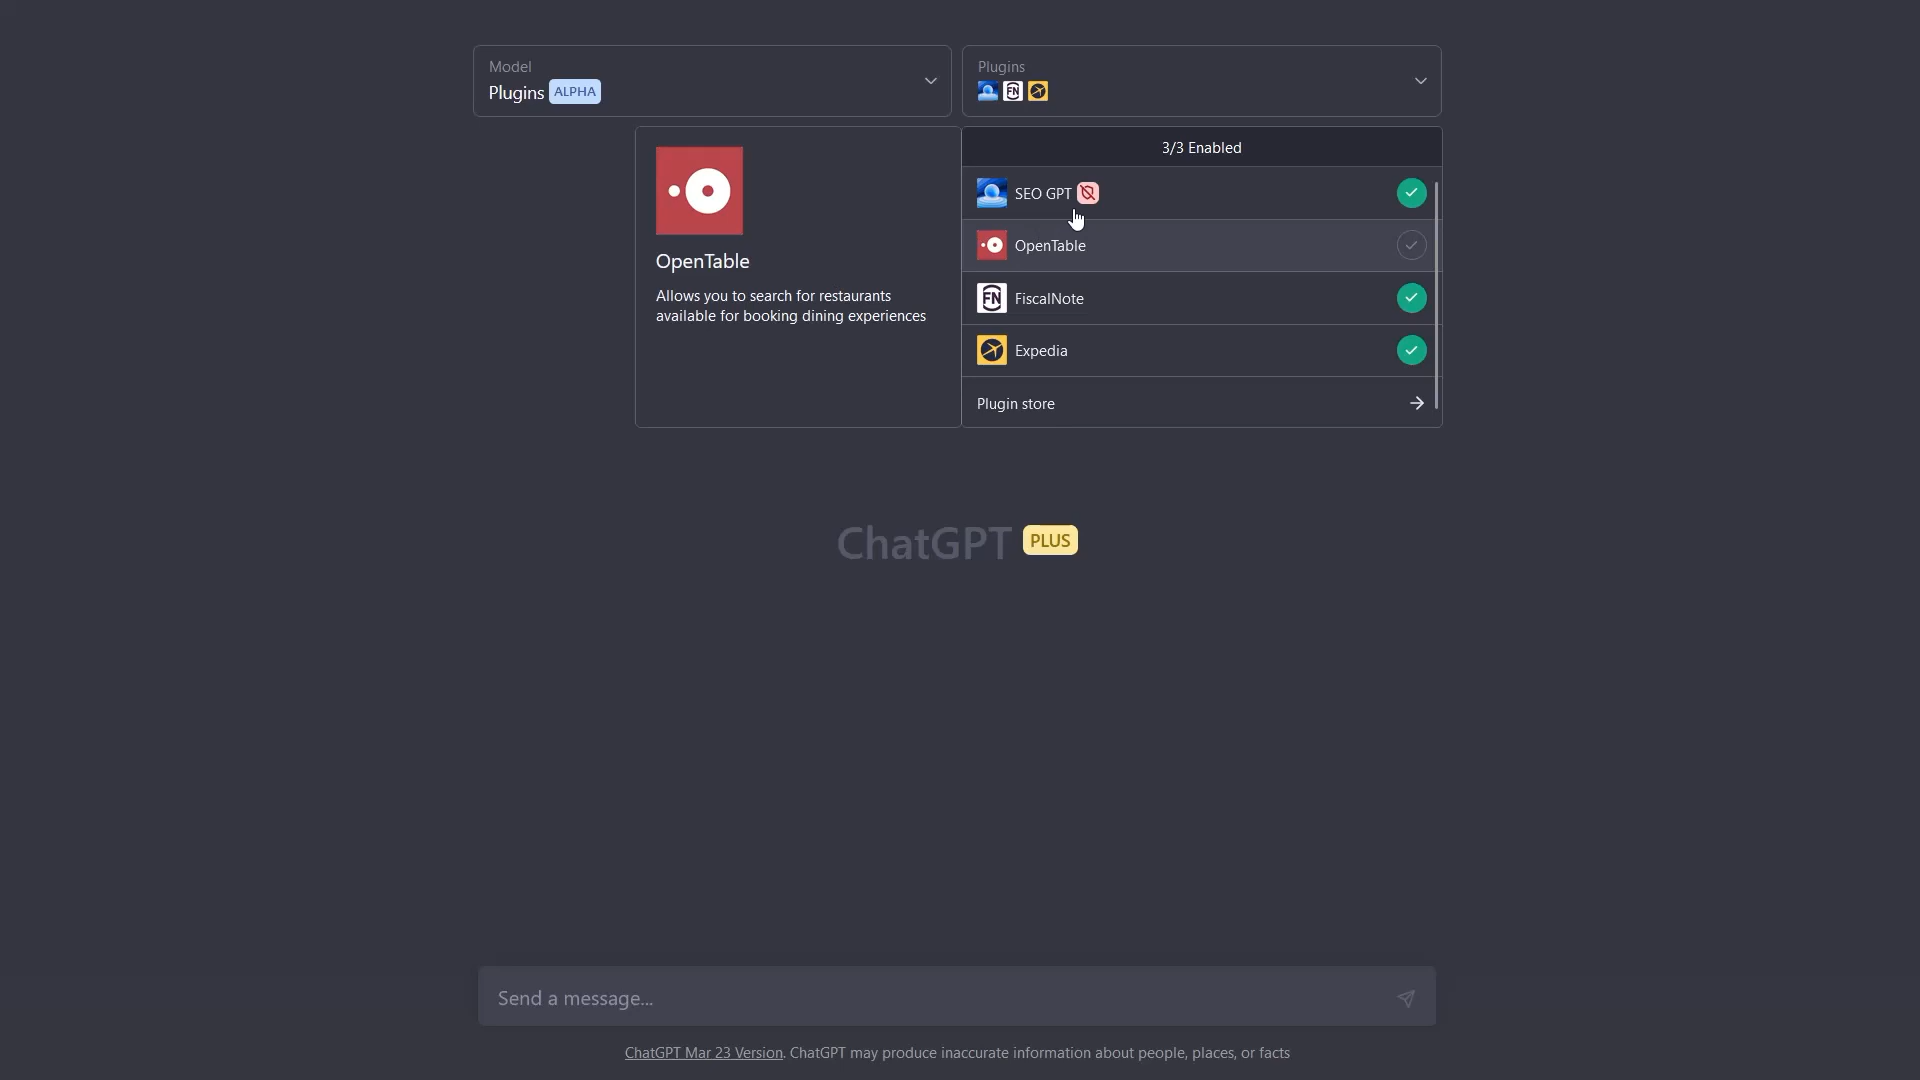 Model
Plugins ALPHA
Plugins
FN
3/3 Enabled
SEO GPT
OpenTable
FN FiscalNote
Expedia
Plugin store
OpenTable
Allows you to search for restaurants
available for booking dining experiences
ChatGPT PLUS
Send a message...
ChatGPT Mar 23 Version. ChatGPT may produce inaccurate information about people, places, or facts